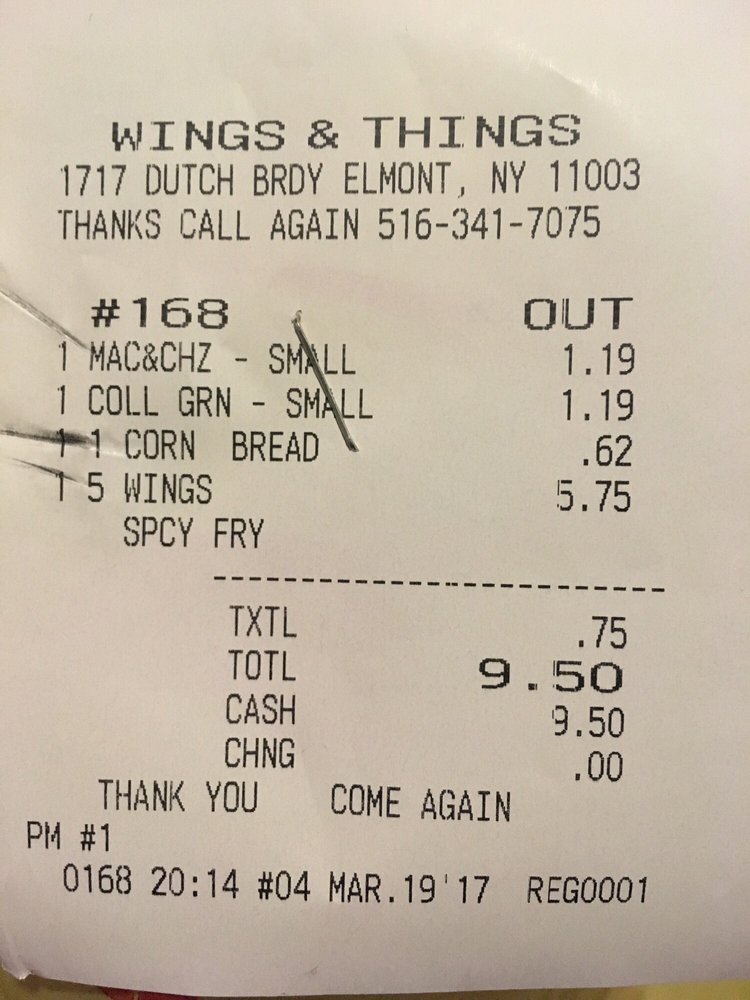 WINGS & THINGS
1717 DUTCH BRDY ELMONT, NY 11003
THANKS CALL AGAIN 516-341-7075
#168 OUT
1 MAC&CHZ - SMALL 1.19
1 COLL GRN - SMALL 1.19
1 1 CORN BREAD .62
1 5 WINGS 5.75
SPCY FRY
TXTL .75
TOTL 9.50
CASH 9.50
CHNG .00
THANK YOU COME AGAIN
PM #1
0168 20:14 #04 MAR.19'17 REG0001